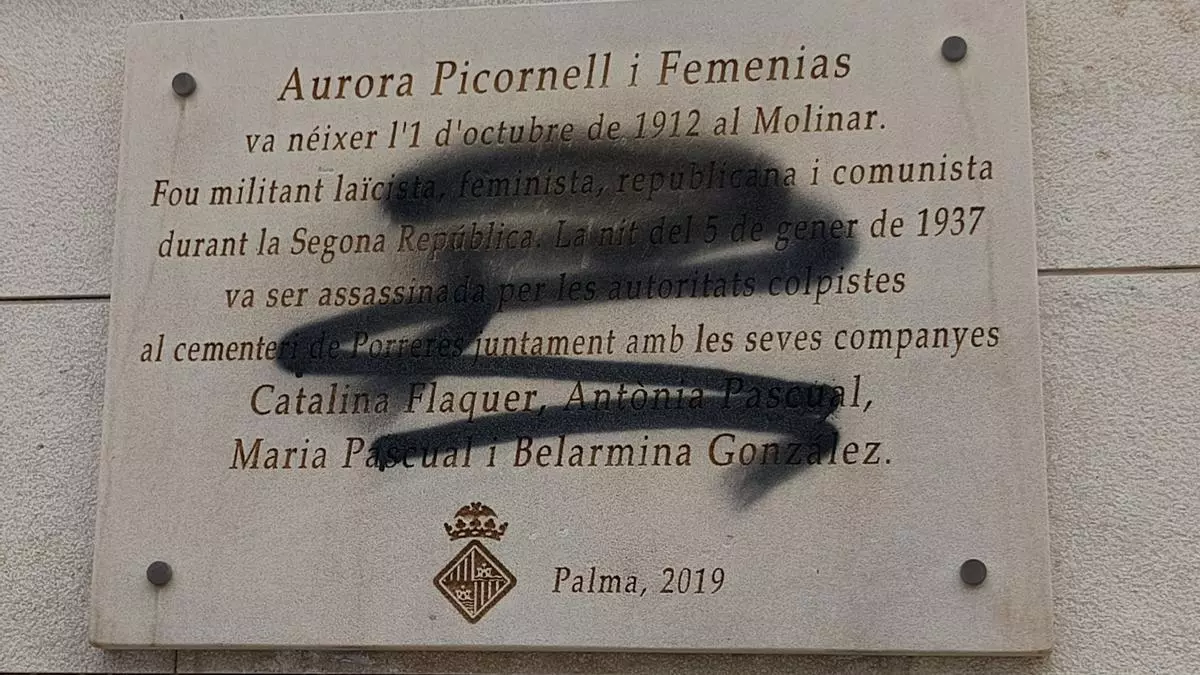 Aurora Picornell i Femenias
va néixer l'1 d'octubre de 1912 al Molinar.
Fou militant laïcista, feminista, republicana i comunista
durant la Segona República. La nit del 5 de gener de 1937
va ser assassinada per les autoritats colpistes
al cementeri de Porreres juntament amb les seves companyes
Catalina Flaquer, Antònia Pascual,
Maria Pascual i Belarmina González.
Palma, 2019